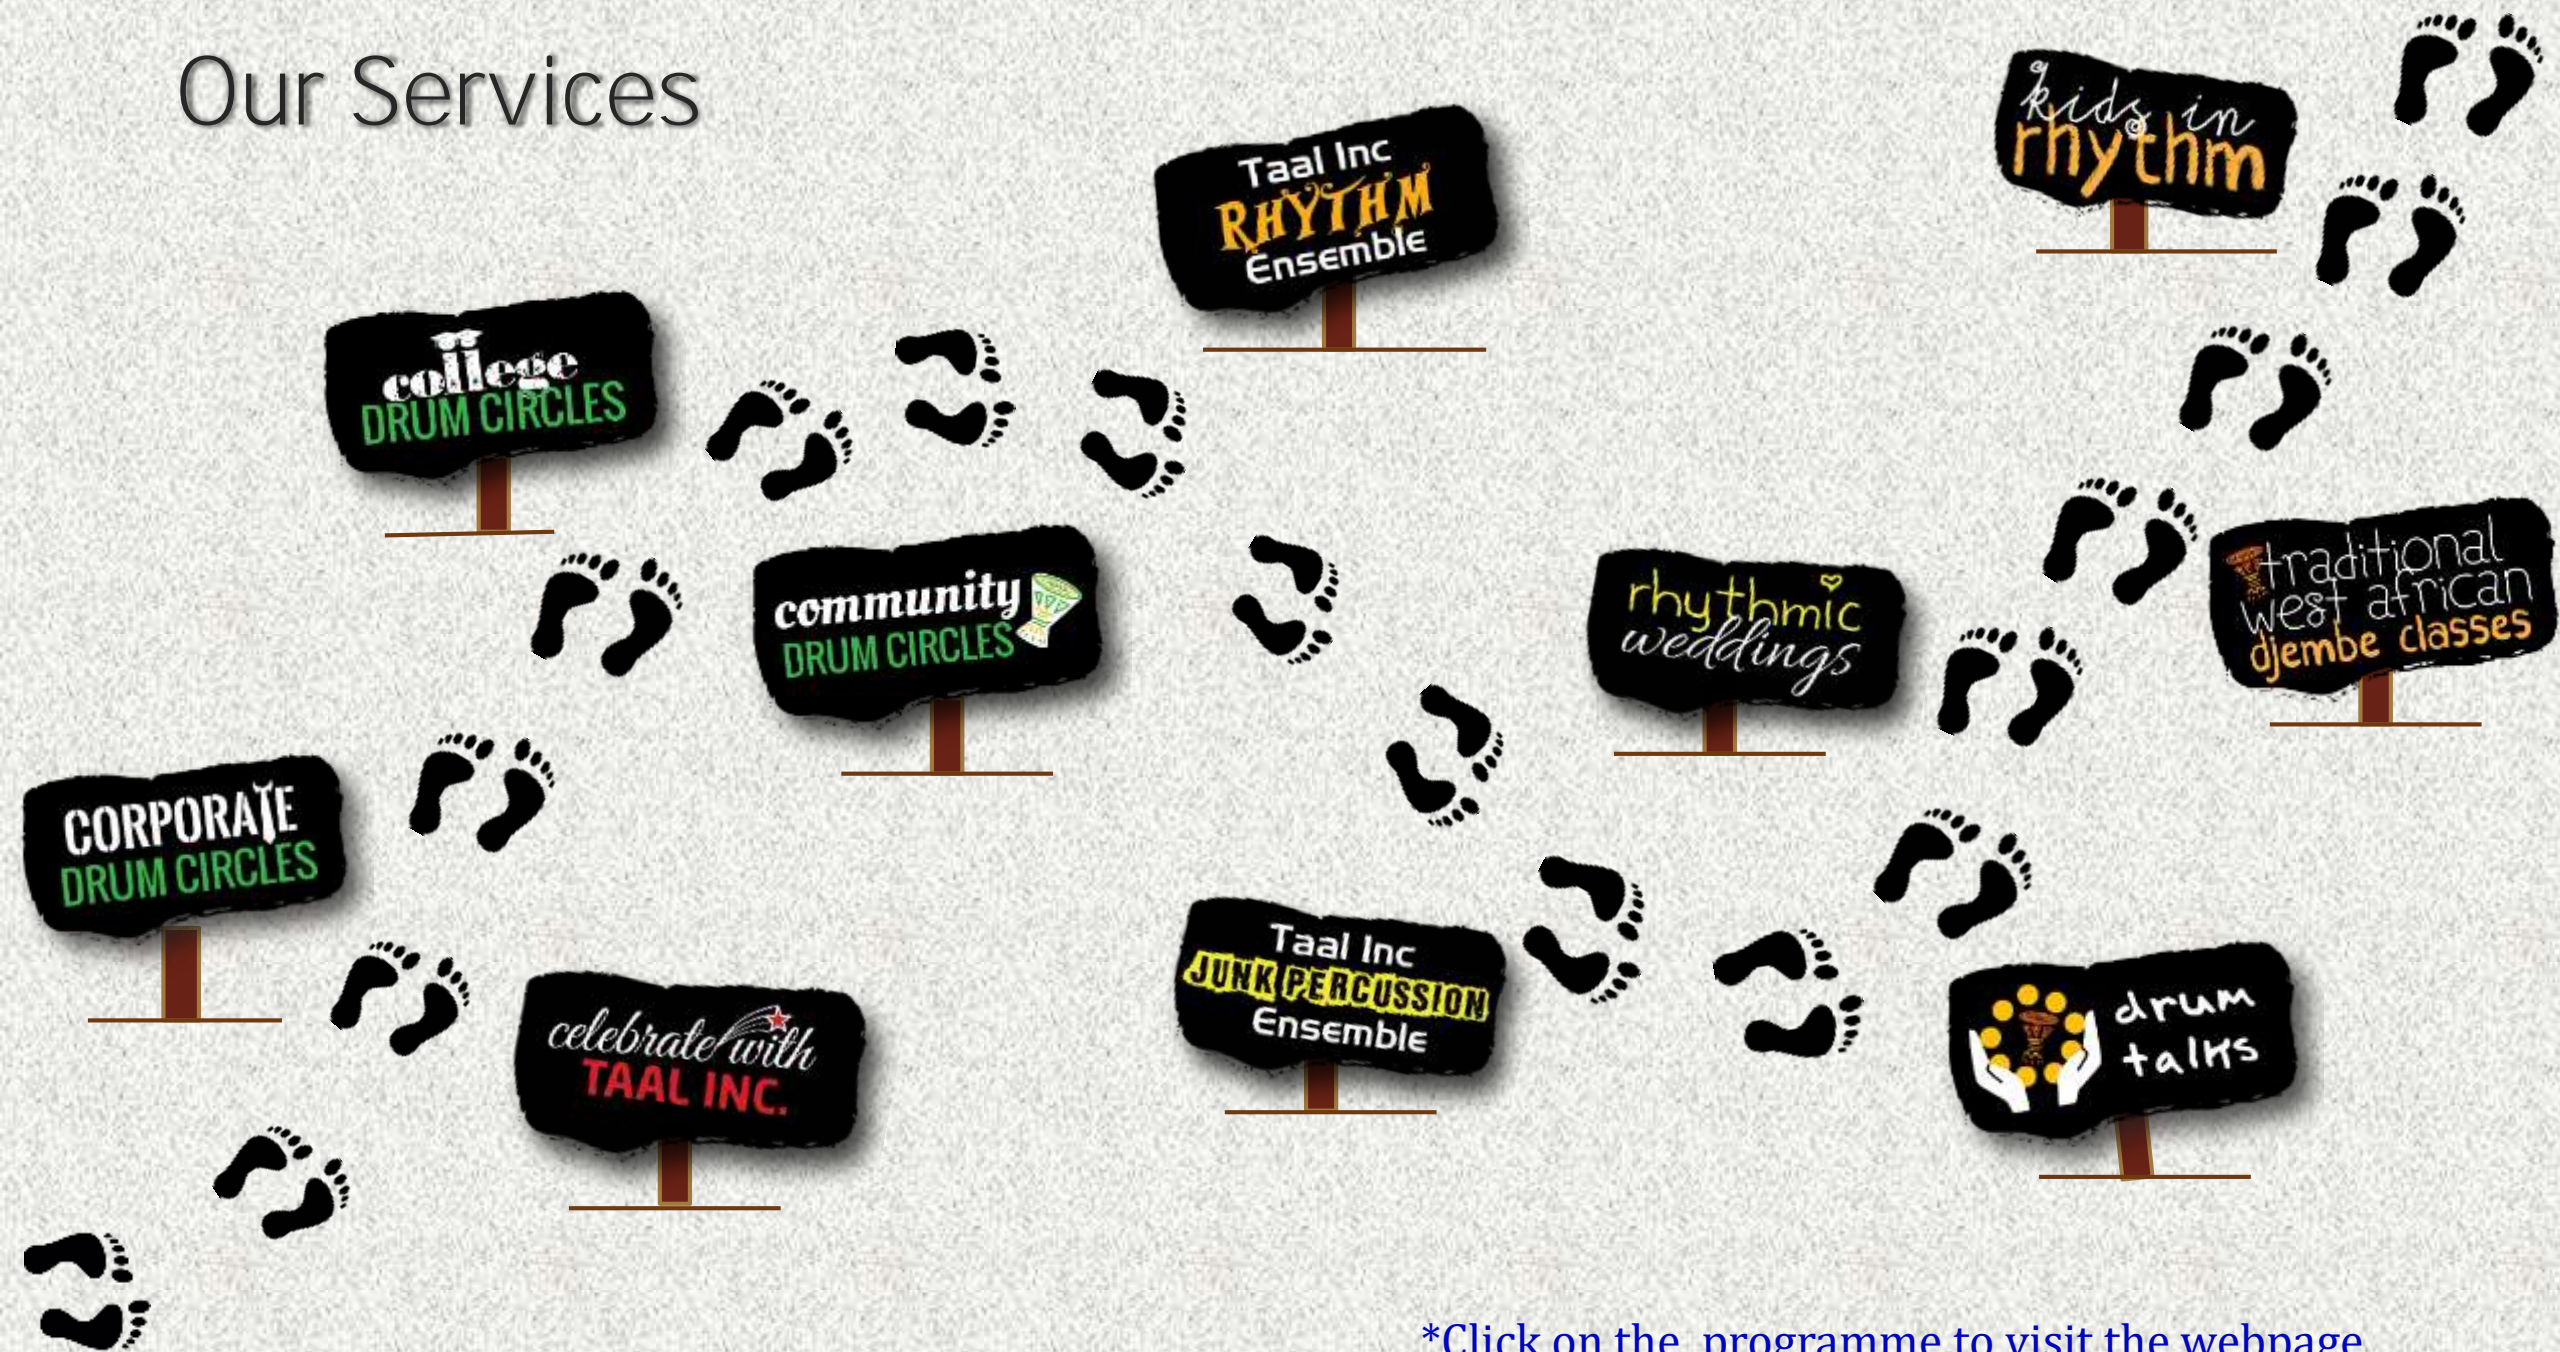 Our Services
kids in
rhythm
Taal Inc
RHYTHM
Ensemble
college
DRUM CIRCLES
community
DRUM CIRCLES
rhythmic
weddings
traditional
west african
djembe classes
CORPORATE
DRUM CIRCLES
celebrate with
TAAL INC.
Taal Inc
JUNK PERCUSSION
Ensemble
drum
talks
*Click on the programme to visit the webpage